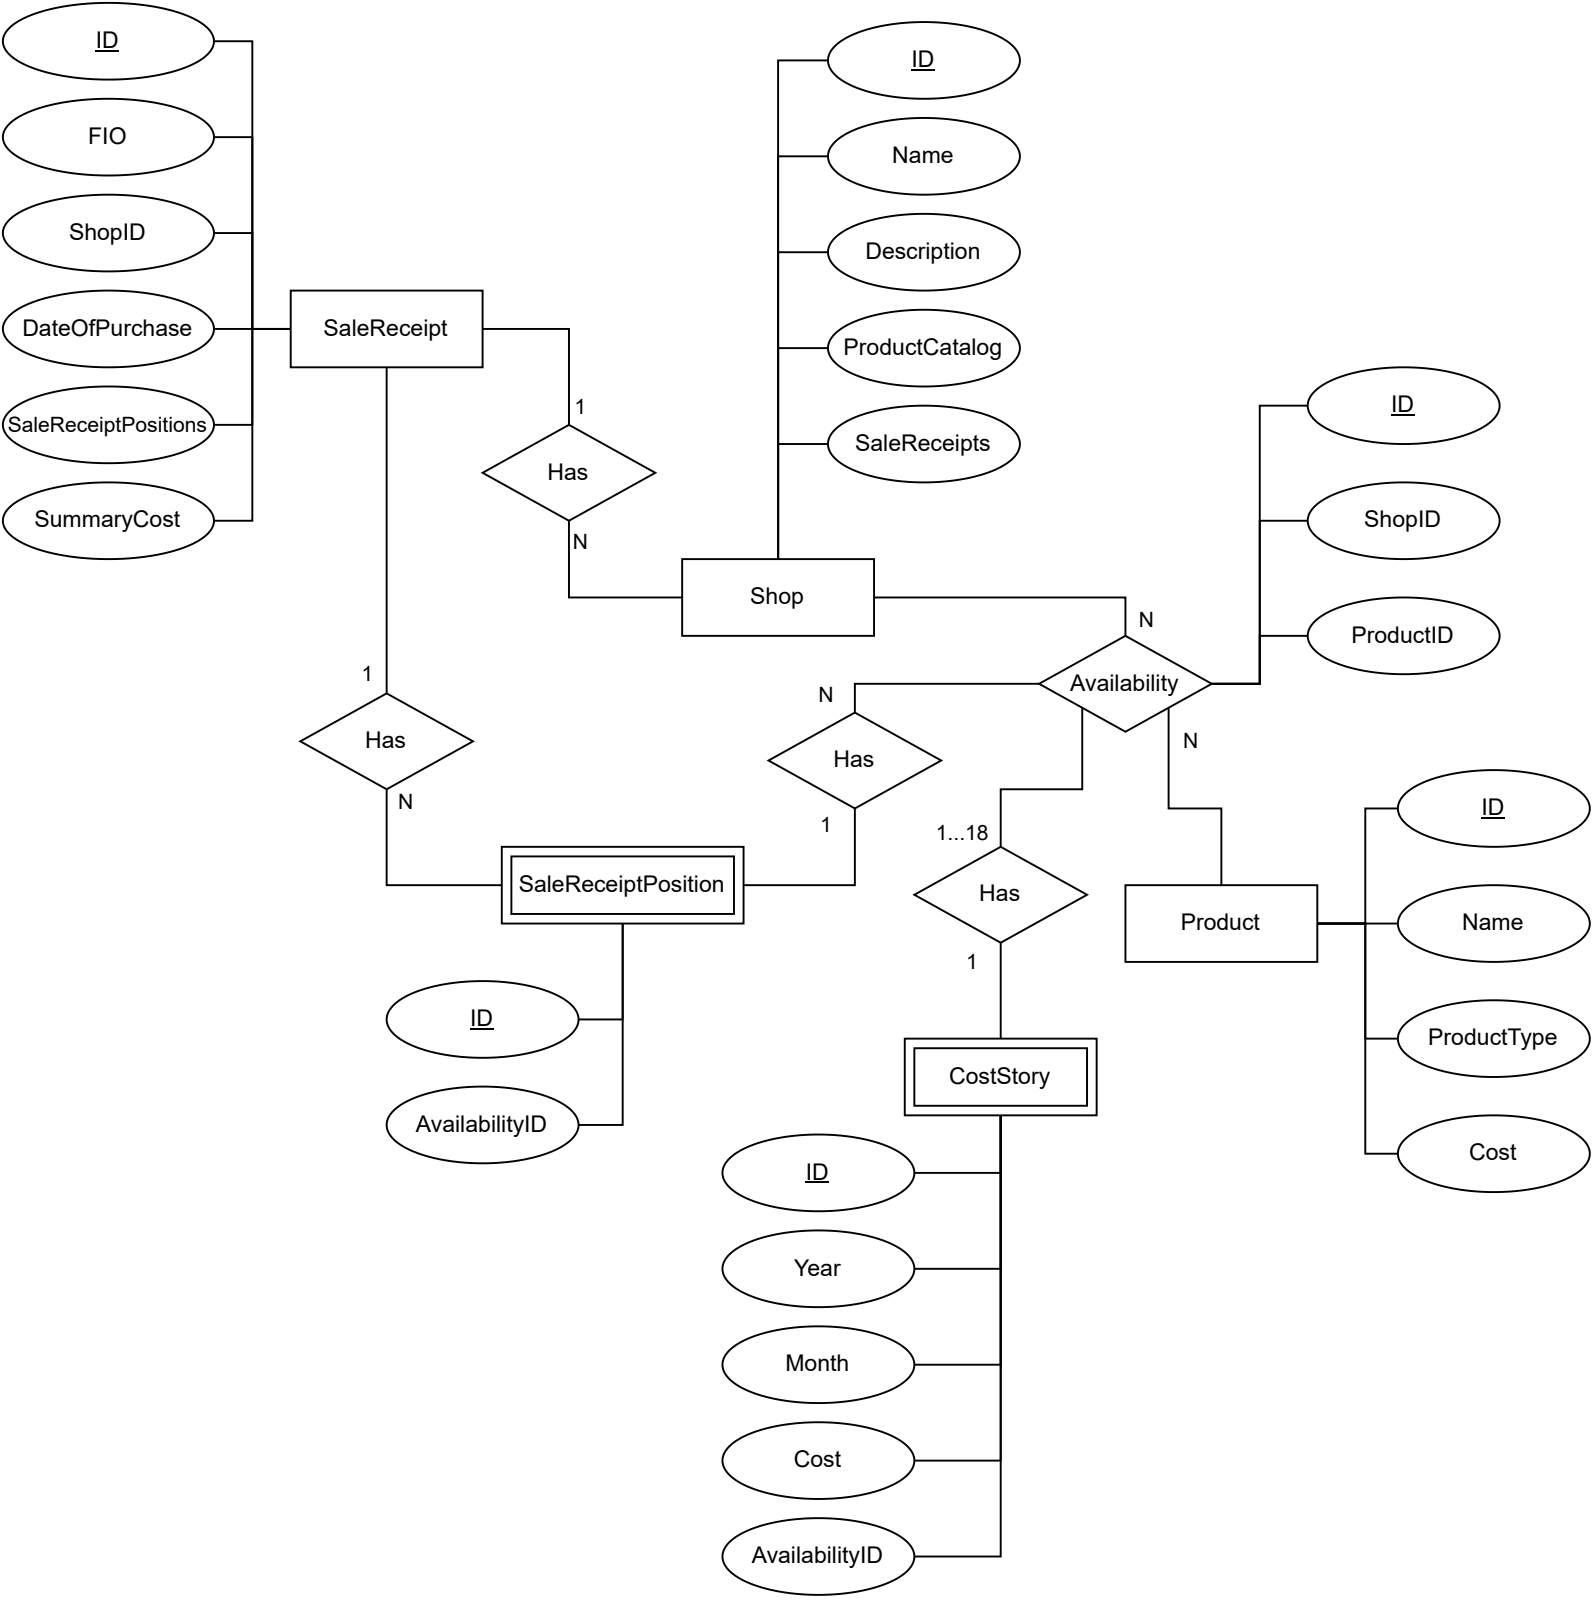 ID
FIO
ShopID
DateOfPurchase
SaleReceiptPositions
SummaryCost
SaleReceipt
1
Has
N
ID
Name
Description
ProductCatalog
SaleReceipts
Shop
N
Availability
ID
ShopID
ProductID
1
Has
N
N
Has
1
SaleReceiptPosition
ID
AvailabilityID
1...18
Has
1
CostStory
ID
Year
Month
Cost
AvailabilityID
N
Product
ID
Name
ProductType
Cost